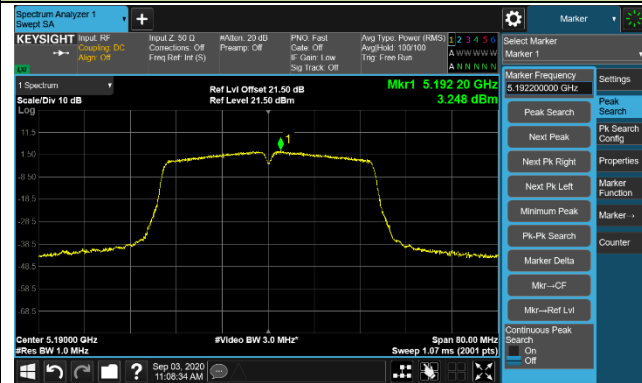 Spectrum Analyzer 1
Swept SA
+
Marker
KEYSIGHT
Input: RF
Coupling: DC
Align: Off
Input Z: 50 Ω
Corrections: Off
Freq Ref: Int (S)
#Atten: 20 dB
Preamp: Off
PNO: Fast
Gate: Off
IF Gain: Low
Sig Track: Off
Avg Type: Power (RMS)
Avg|Hold: 100/100
Trig: Free Run
1 2 3 4 5 6
A W W W W W
A N N N N N
LXI
Select Marker
Marker 1
1 Spectrum
Scale/Div 10 dB
Log
Ref Lvl Offset 21.50 dB
Ref Level 21.50 dBm
Mkr1 5.192 20 GHz
3.248 dBm
1
11.5
1.50
-8.50
-18.5
-28.5
-38.5
-48.5
-58.5
-68.5
Center 5.19000 GHz
#Res BW 1.0 MHz
#Video BW 3.0 MHz*
Span 80.00 MHz
Sweep 1.07 ms (2001 pts)
Marker Frequency
5.192200000 GHz
Peak Search
Next Peak
Next Pk Right
Next Pk Left
Minimum Peak
Pk-Pk Search
Marker Delta
Mkr→CF
Mkr→Ref Lvl
Continuous Peak
Search
On
Off
Settings
Peak
Search
Pk Search
Config
Properties
Marker
Function
Marker→
Counter
?
Sep 03, 2020
11:08:34 AM